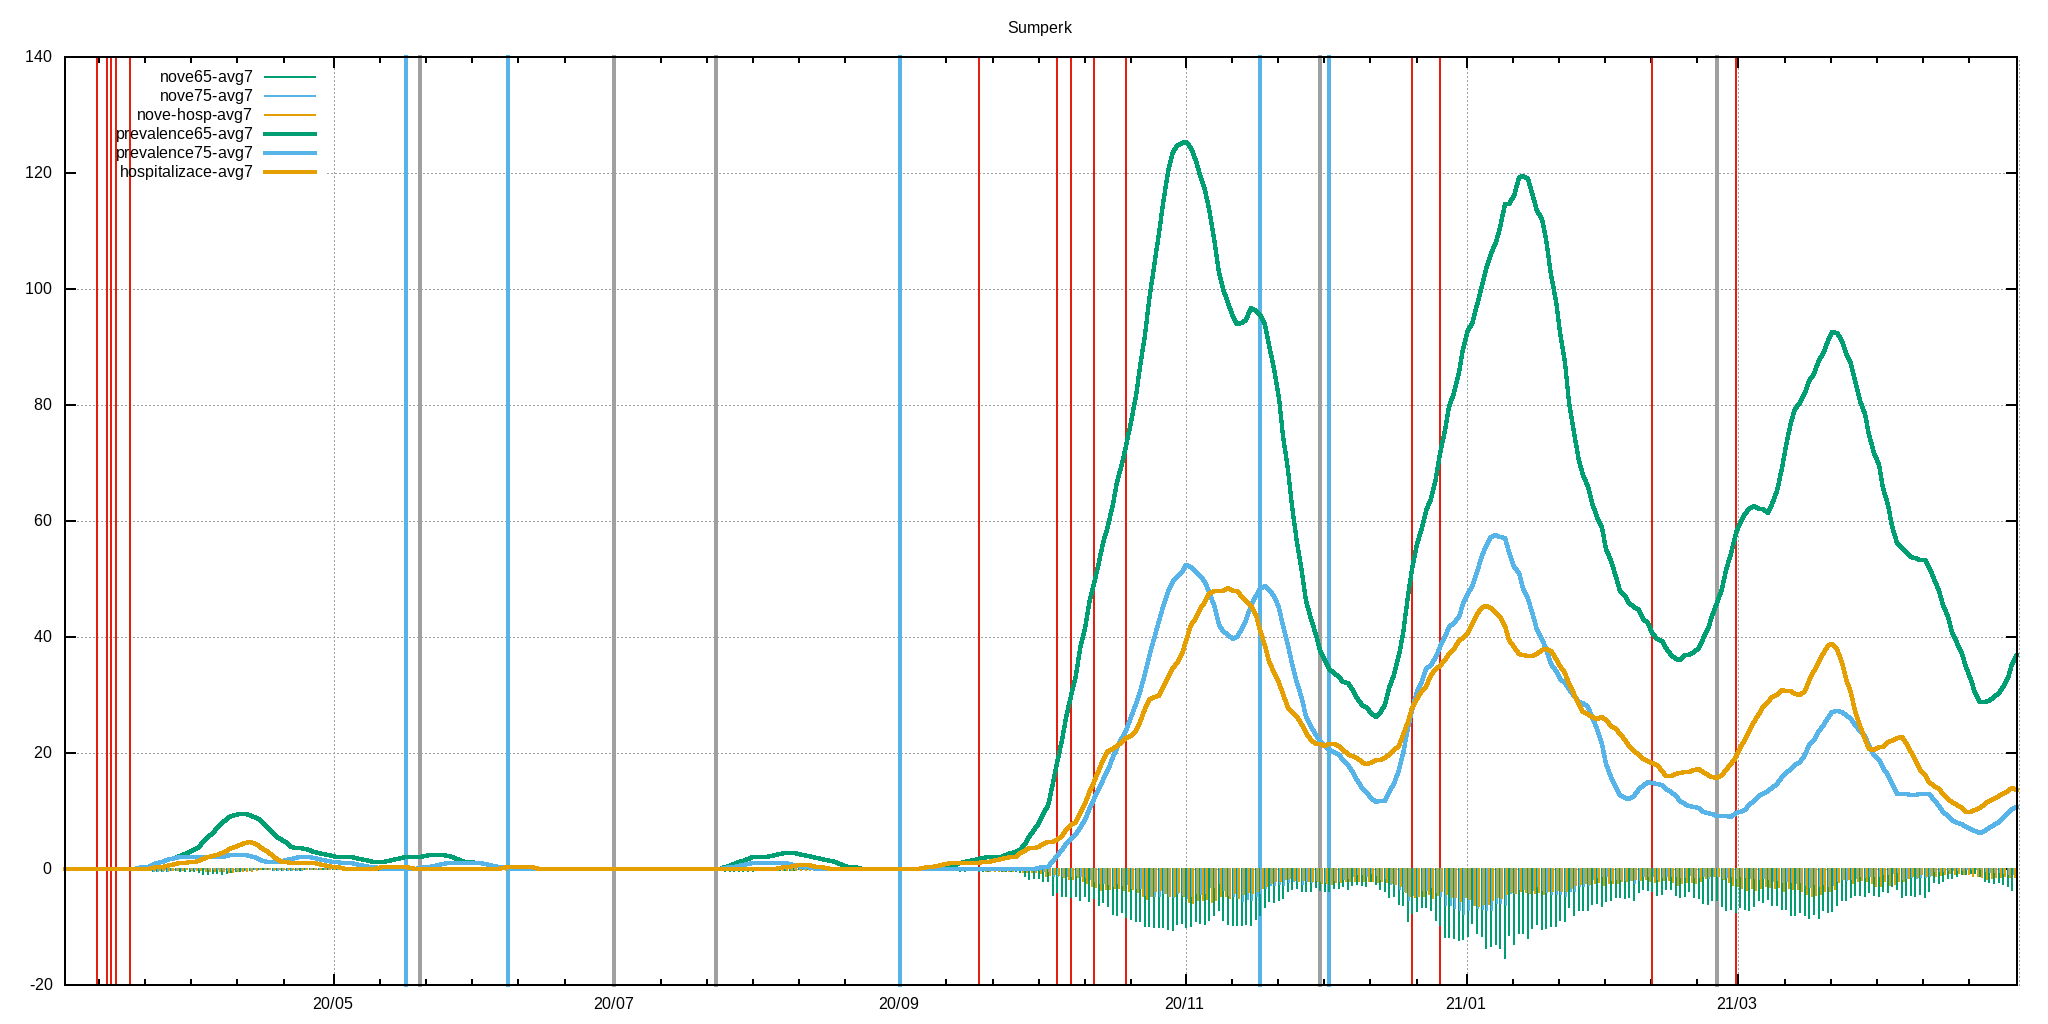 Sumperk
140
120
100
80
60
40
20
0
-20
nove65-avg7
nove75-avg7
nove-hosp-avg7
prevalence65-avg7
prevalence75-avg7
hospitalizace-avg7
20/05 20/07 20/09 20/11 21/01 21/03